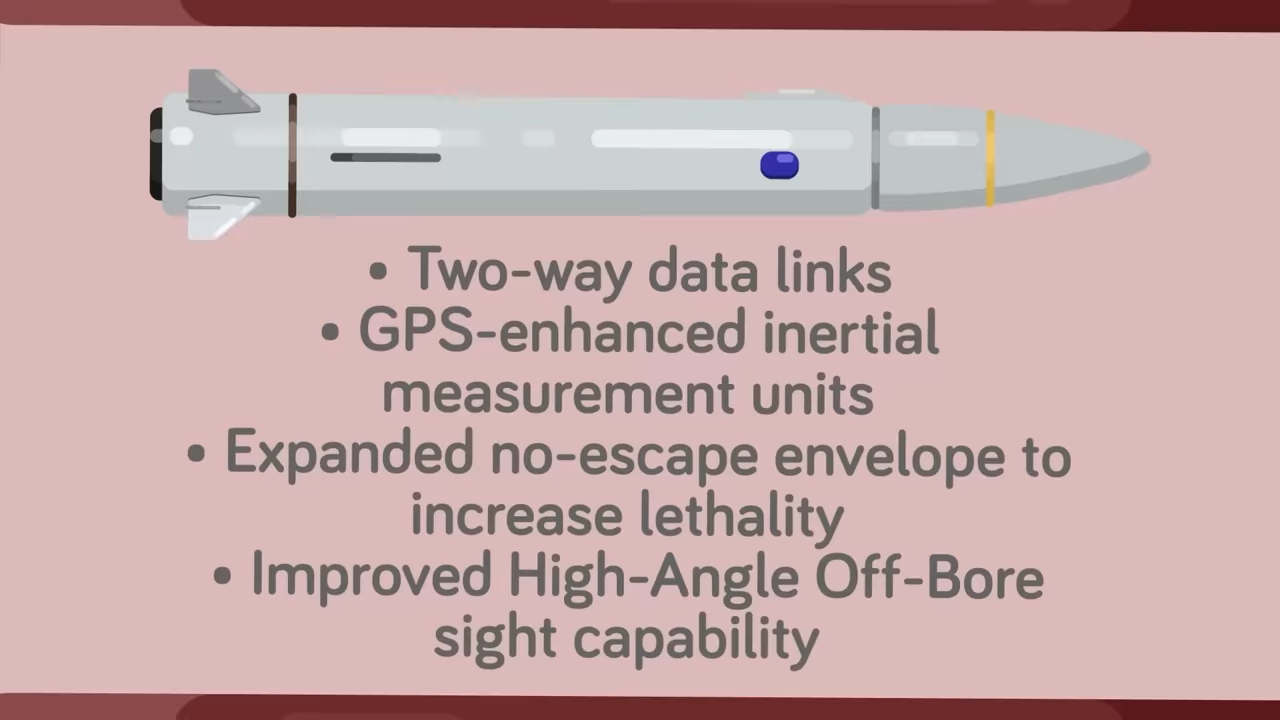 • Two-way data links
• GPS-enhanced inertial
measurement units
• Expanded no-escape envelope to
increase lethality
• Improved High-Angle Off-Bore
sight capability